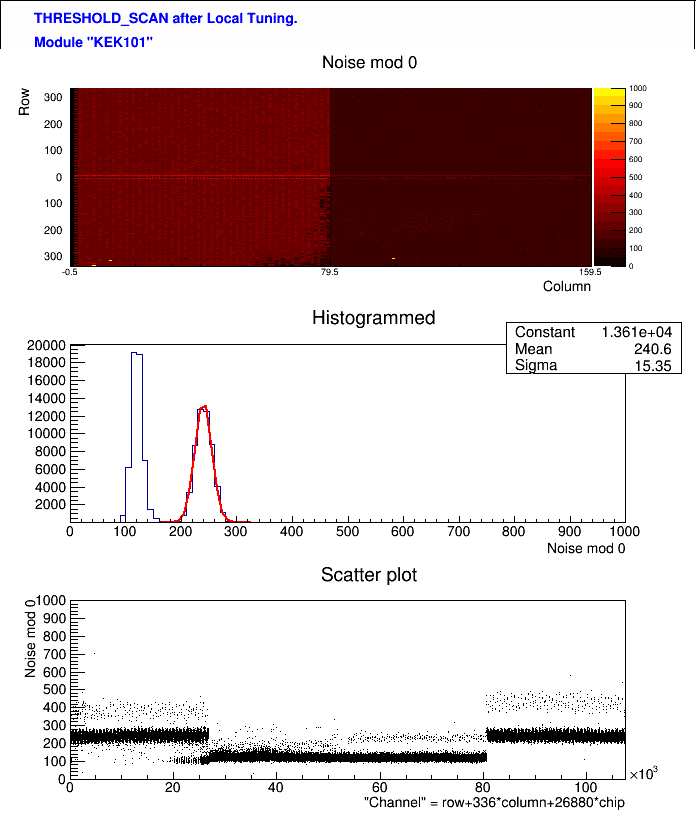 THRESHOLD_SCAN after Local Tuning.
Module "KEK101"
Noise mod 0
Row
300
200
100
0
100
200
300
-0.5 79.5 159.5
Column
1000
900
800
700
600
500
400
300
200
100
0
Histogrammed
Constant 1.361e+04
Mean 240.6
Sigma 15.35
20000
18000
16000
14000
12000
10000
8000
6000
4000
2000
0 100 200 300 400 500 600 700 800 900 1000
Noise mod 0
Scatter plot
Noise mod 0
1000
900
800
700
600
500
400
300
200
100
0
0 20 40 60 80 100
×10³
"Channel" = row+336*column+26880*chip